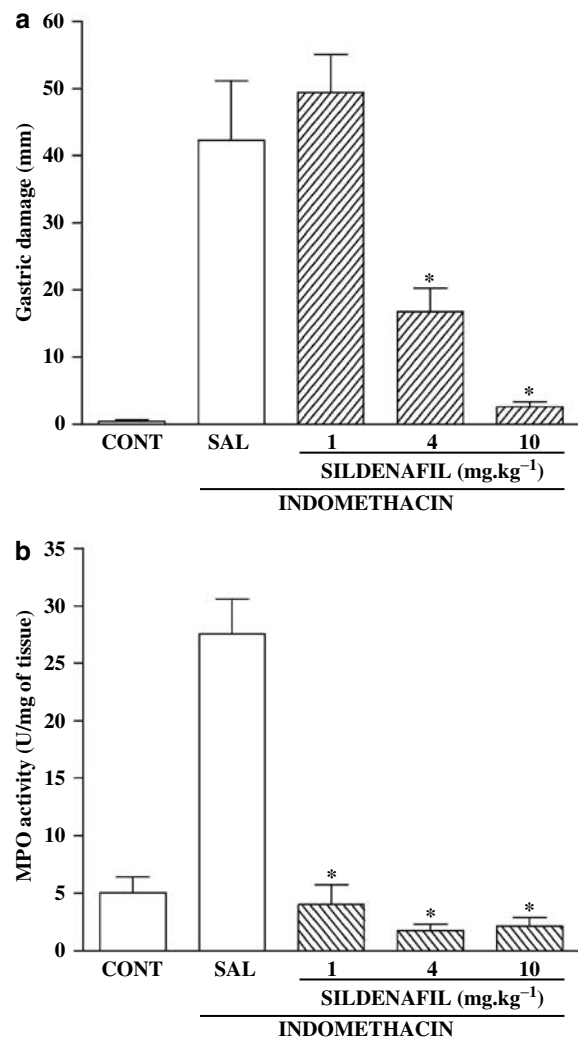 a
Gastric damage (mm)
60
50
40
30
20
10
0
*
*
CONT SAL 1 4 10
SILDENAFIL (mg.kg⁻¹)
INDOMETHACIN
b
MPO activity (U/mg of tissue)
35
30
25
20
15
10
5
0
*
*
*
CONT SAL 1 4 10
SILDENAFIL (mg.kg⁻¹)
INDOMETHACIN